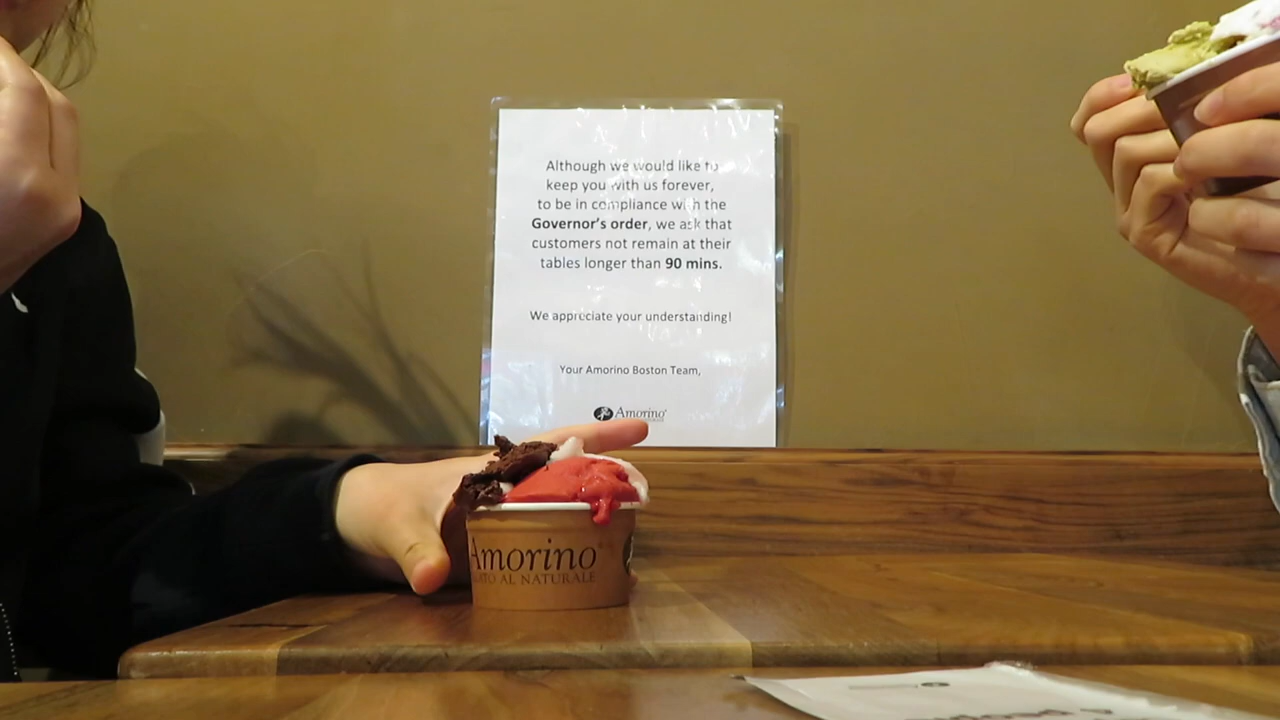 Although we would like to
keep you with us forever,
to be in compliance with the
Governor's order, we ask that
customers not remain at their
tables longer than 90 mins.
We appreciate your understanding!
Your Amorino Boston Team,
Amorino
Amorino
AL NATURALE